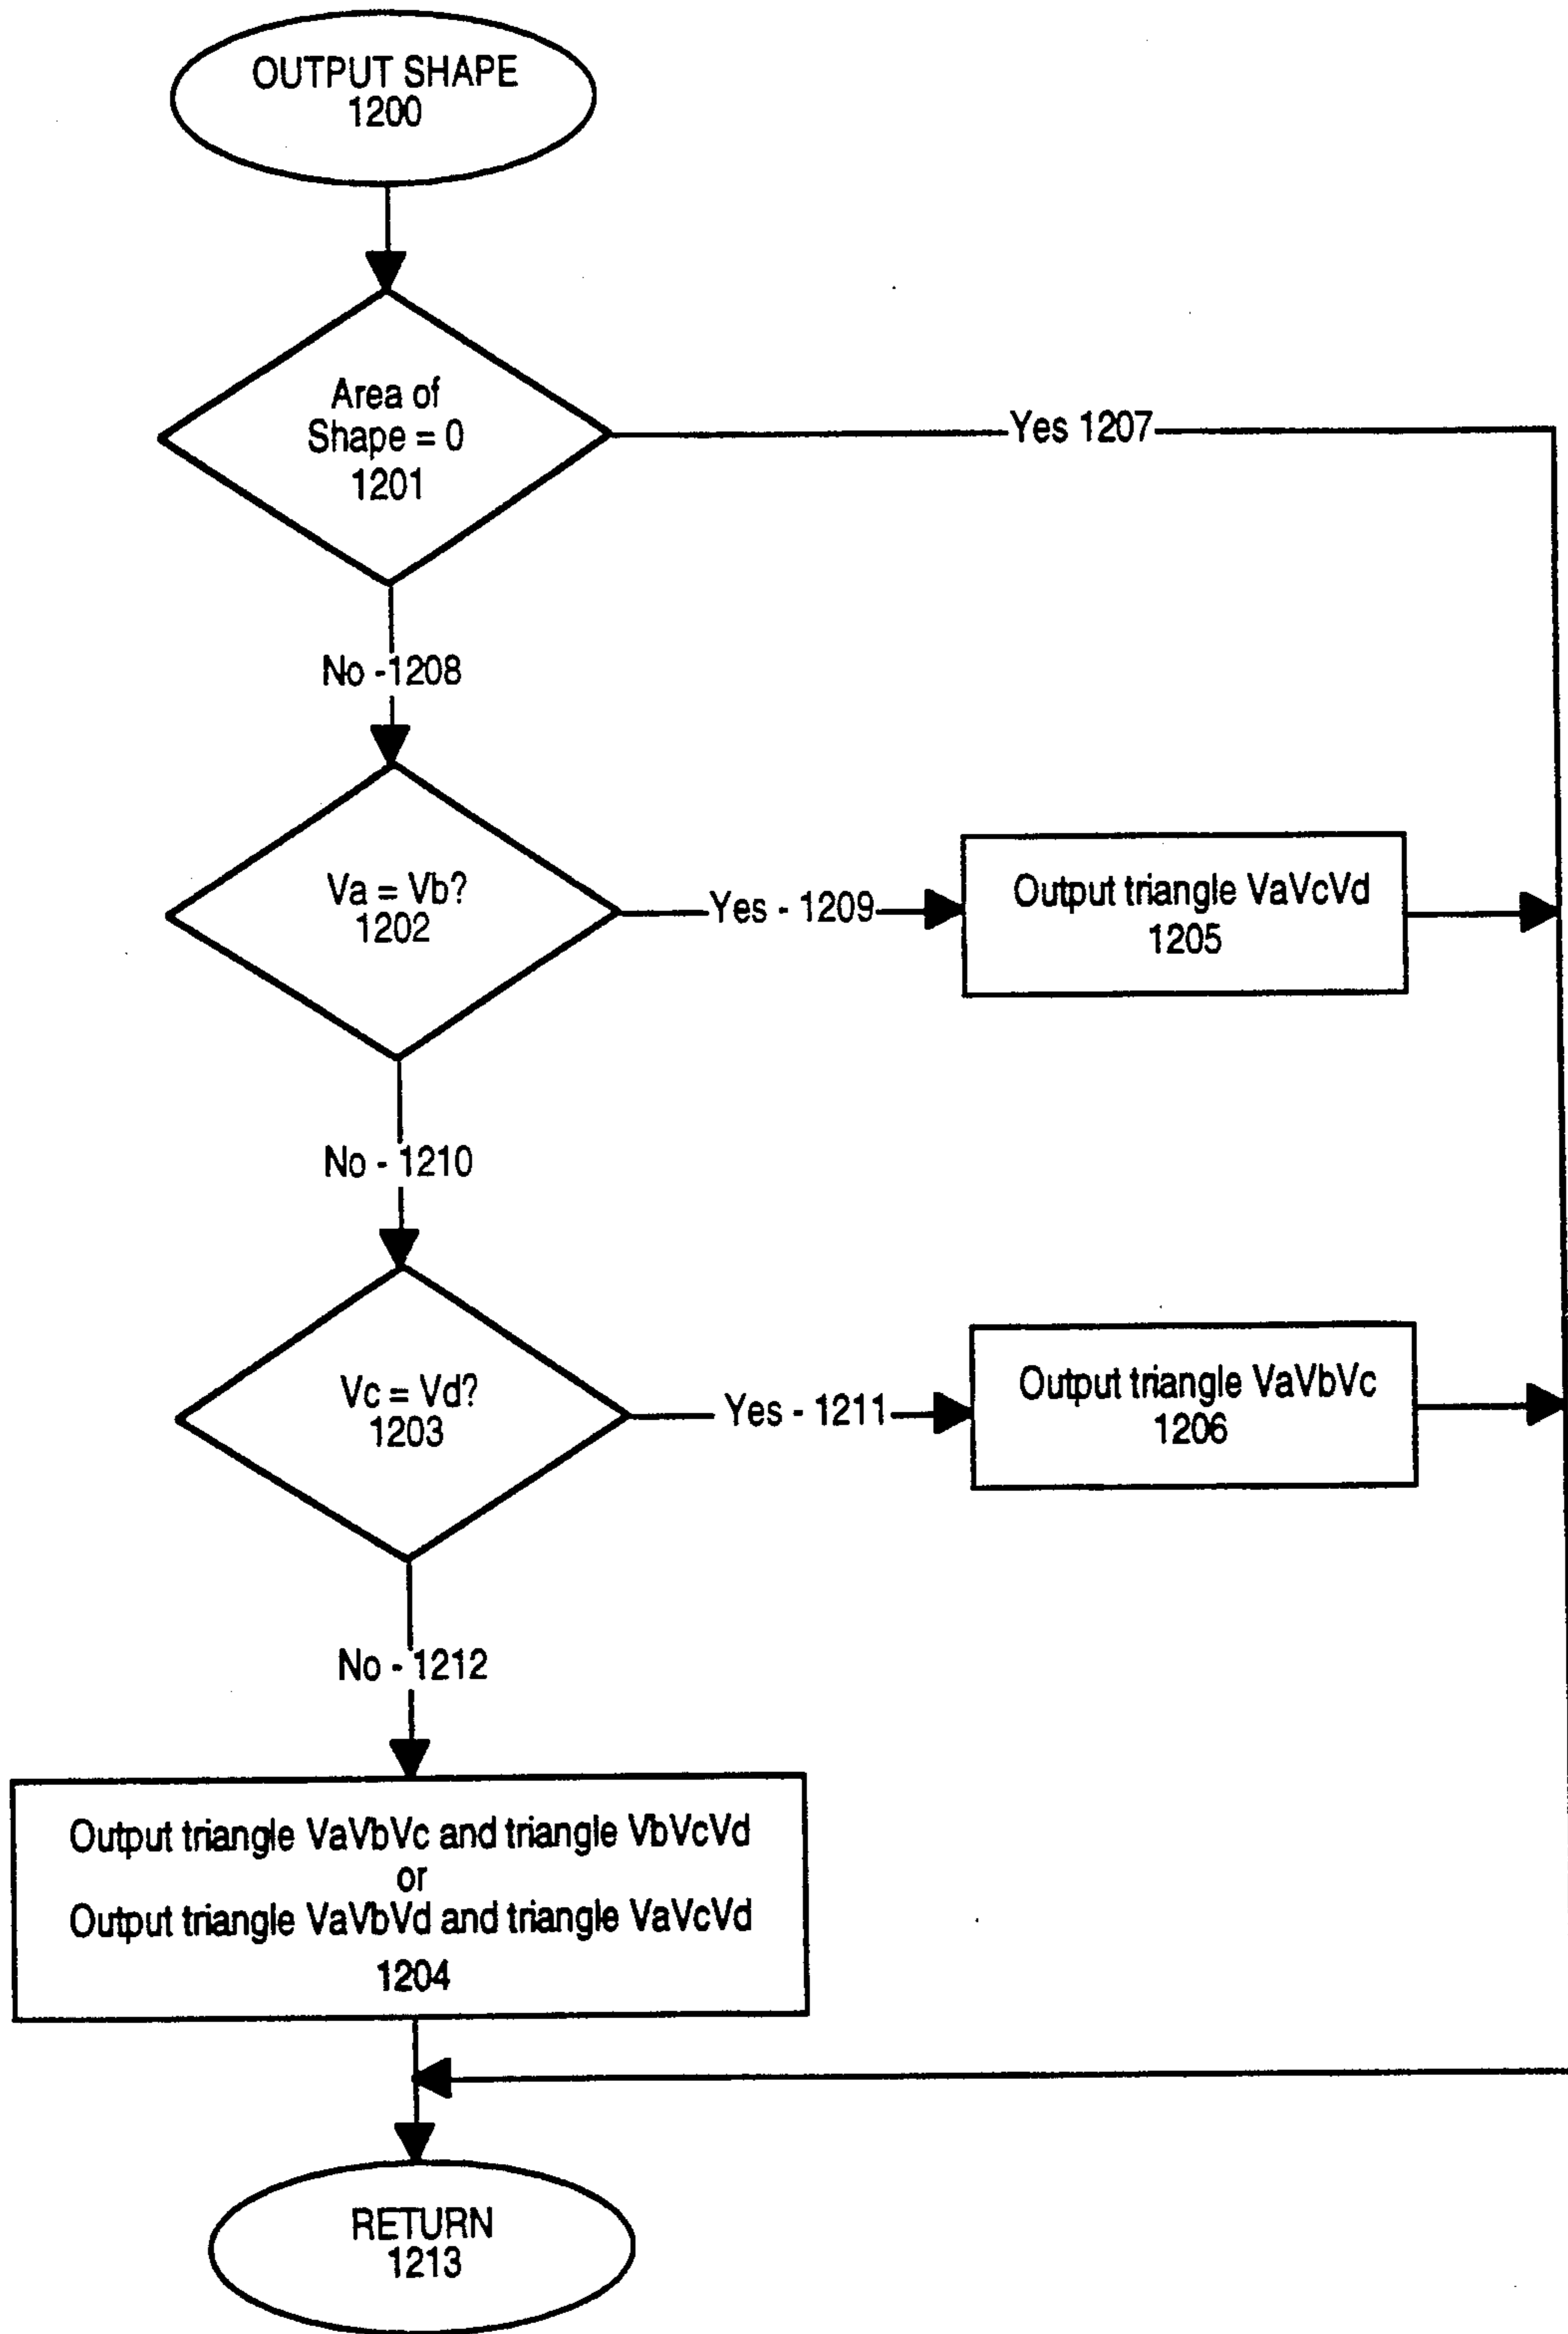 OUTPUT SHAPE
1200
Area of
Shape = 0
1201
Yes 1207
No -1208
Va = Vb?
1202
Yes - 1209
Output triangle VaVcVd
1205
No - 1210
Vc = Vd?
1203
Yes - 1211
Output triangle VaVbVc
1206
No - 1212
Output triangle VaVbVc and triangle VbVcVd
or
Output triangle VaVbVd and triangle VaVcVd
1204
RETURN
1213